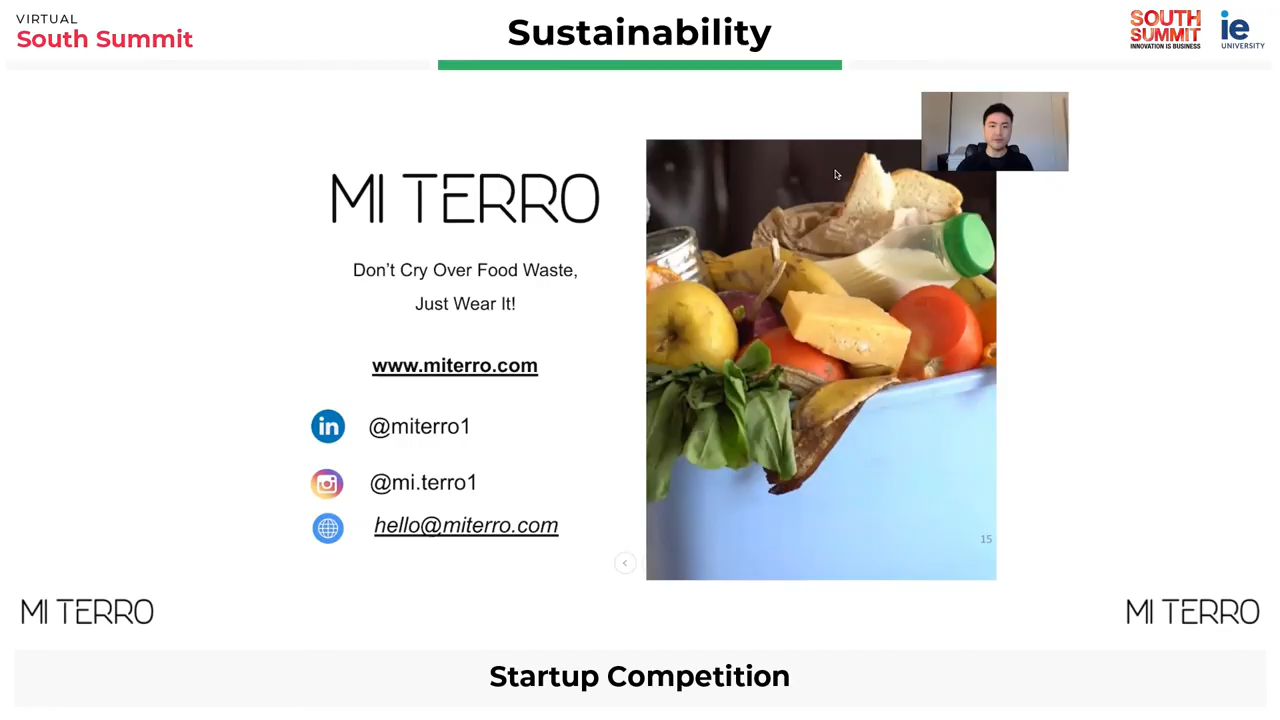 VIRTUAL
South Summit
Sustainability
SOUTH
SUMMIT
INNOVATION IS BUSINESS
ie
UNIVERSITY
MI TERRO
Don't Cry Over Food Waste,
Just Wear It!
www.miterro.com
in
@miterro1
@mi.terro1
hello@miterro.com
15
MI TERRO
MI TERRO
Startup Competition